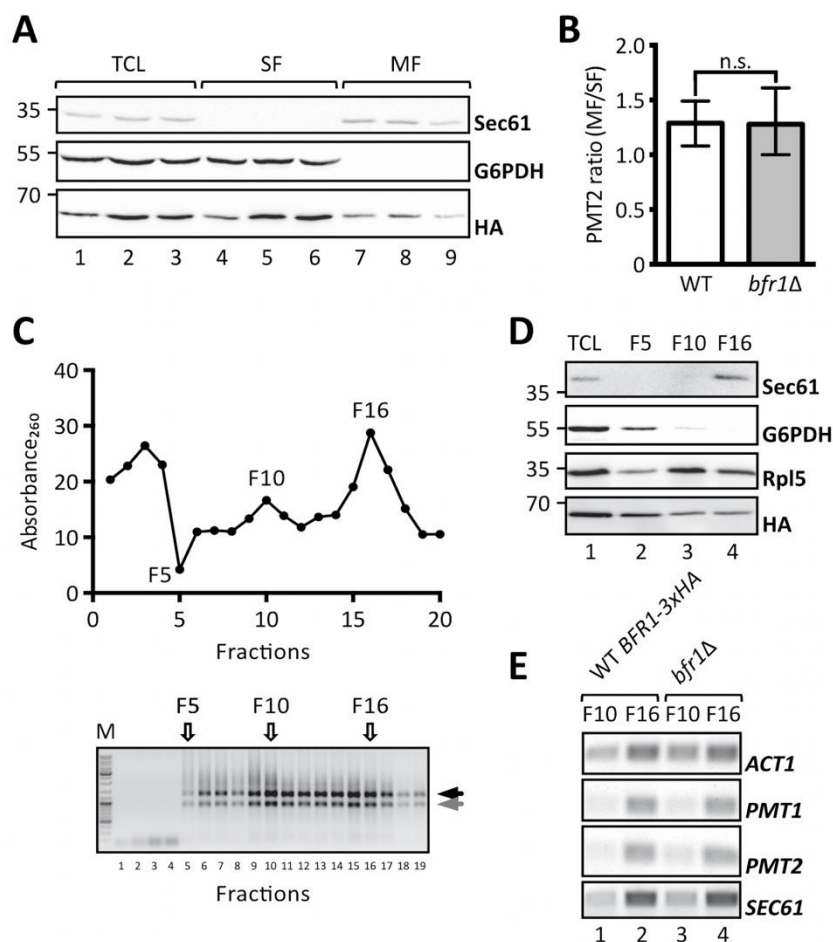 A
TCL SF MF
35
Sec61
55
G6PDH
70
HA
1 2 3 4 5 6 7 8 9
B
PMT2 ratio (MF/SF)
2.0
1.5
1.0
0.5
0
n.s.
WT bfr1Δ
C
Absorbance260
40
30
20
10
0
F5
F10
F16
0 5 10 15 20
Fractions
M
F5 F10 F16
1 2 3 4 5 6 7 8 9 10 11 12 13 14 15 16 17 18 19
Fractions
D
TCL F5 F10 F16
35
Sec61
55
G6PDH
35
Rpl5
70
HA
1 2 3 4
E
WT BFR1-3xHA
bfr1Δ
F10 F16 F10 F16
ACT1
PMT1
PMT2
SEC61
1 2 3 4